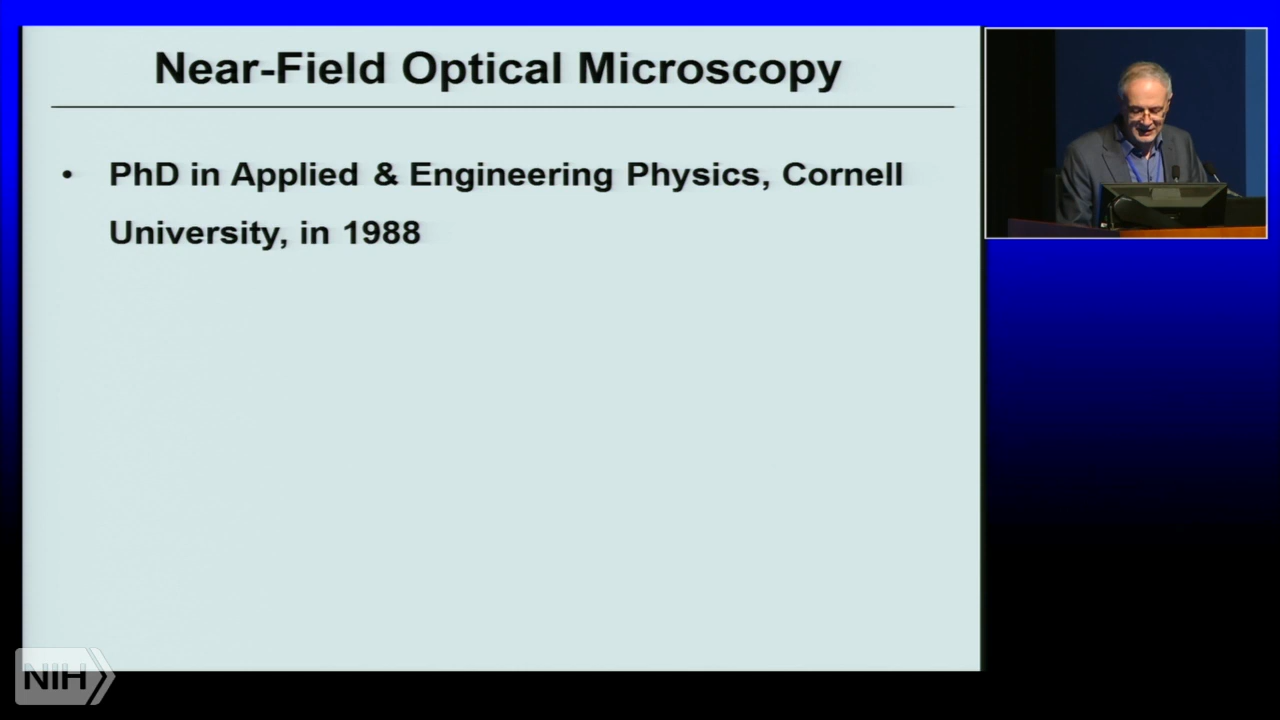 Near-Field Optical Microscopy
• PhD in Applied & Engineering Physics, Cornell
University, in 1988
NIH